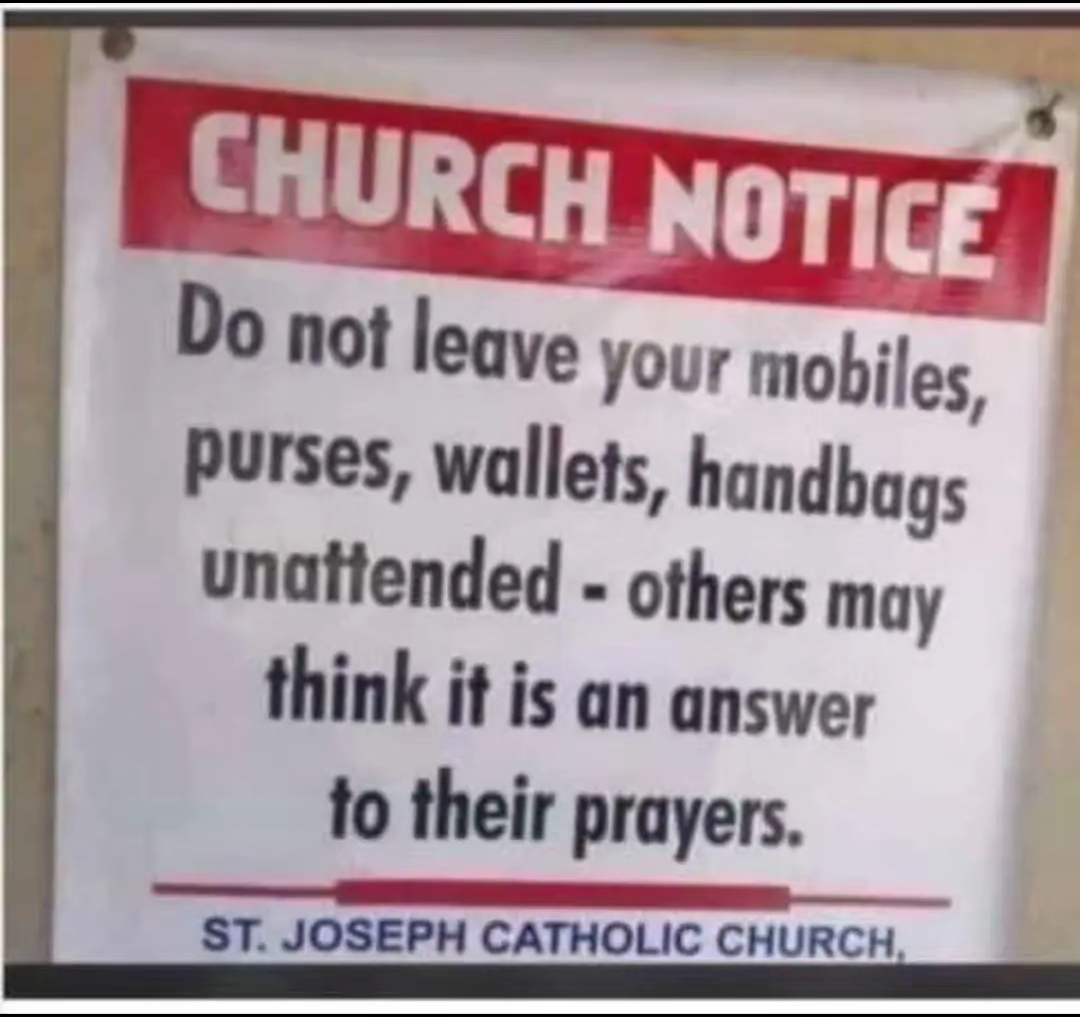 CHURCH NOTICE
Do not leave your mobiles,
purses, wallets, handbags
unattended - others may
think it is an answer
to their prayers.
ST. JOSEPH CATHOLIC CHURCH,